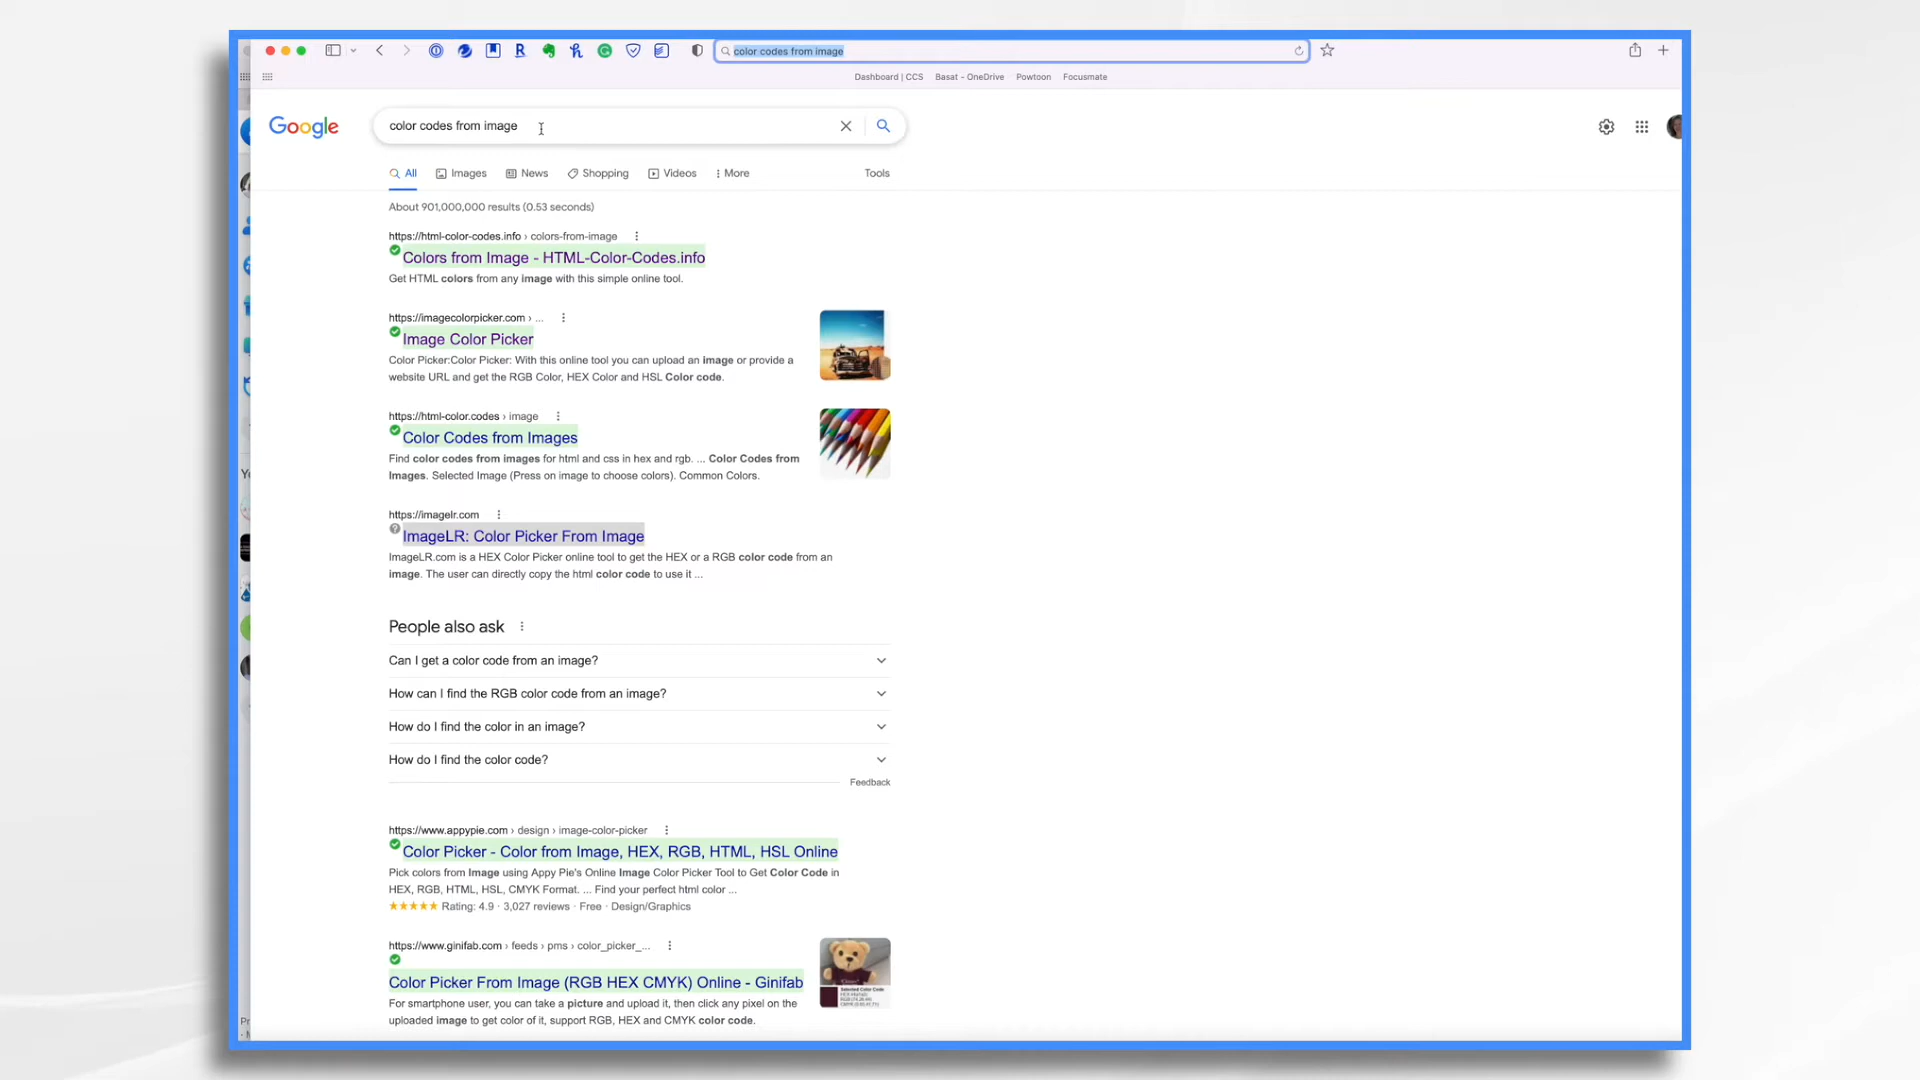 color codes from image
Dashboard | CCS Basat - OneDrive Powtoon Focusmate
Google color codes from image
All Images News Shopping Videos More Tools
About 901,000,000 results (0.53 seconds)
https://html-color-codes.info › colors-from-image
Colors from Image - HTML-Color-Codes.info
Get HTML colors from any image with this simple online tool.
https://imagecolorpicker.com › ...
Image Color Picker
Color Picker:Color Picker: With this online tool you can upload an image or provide a
website URL and get the RGB Color, HEX Color and HSL Color code.
https://html-color.codes › image
Color Codes from Images
Find color codes from images for html and css in hex and rgb. ... Color Codes from
Images. Selected Image (Press on image to choose colors). Common Colors.
https://imagelr.com
ImageLR: Color Picker From Image
ImageLR.com is a HEX Color Picker online tool to get the HEX or a RGB color code from an
image. The user can directly copy the html color code to use it ...
People also ask
Can I get a color code from an image?
How can I find the RGB color code from an image?
How do I find the color in an image?
How do I find the color code?
Feedback
https://www.appypie.com › design › image-color-picker
Color Picker - Color from Image, HEX, RGB, HTML, HSL Online
Pick colors from Image using Appy Pie's Online Image Color Picker Tool to Get Color Code in
HEX, RGB, HTML, HSL, CMYK Format. ... Find your perfect html color ...
Rating: 4.9 · 3,027 reviews · Free · Design/Graphics
https://www.ginifab.com › feeds › pms › color_picker_...
Color Picker From Image (RGB HEX CMYK) Online - Ginifab
For smartphone user, you can take a picture and upload it, then click any pixel on the
uploaded image to get color of it, support RGB, HEX and CMYK color code.